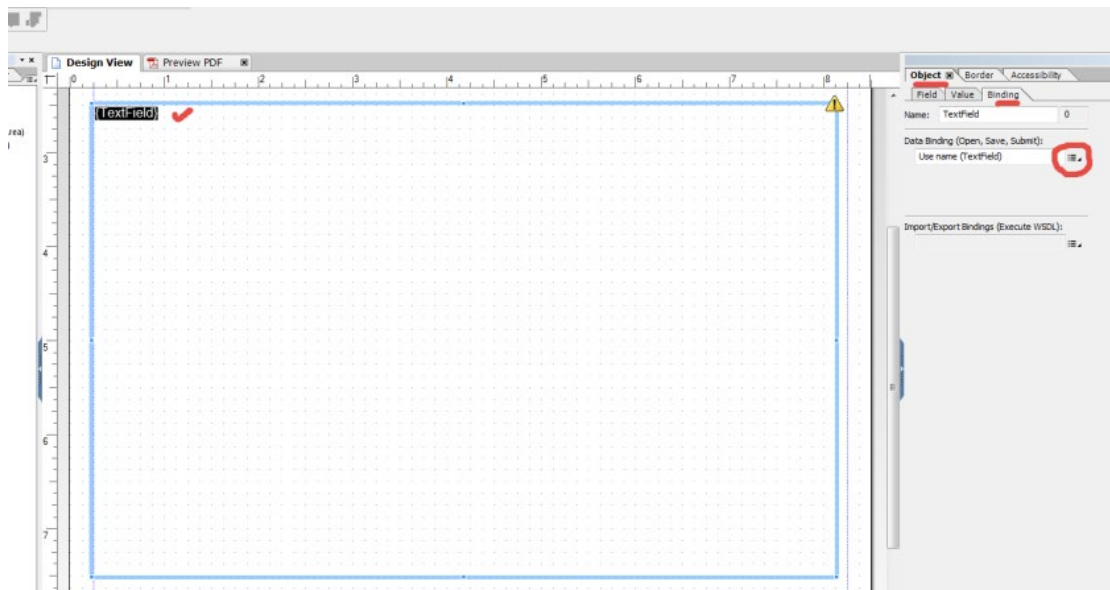 Design View Preview PDF
0 1 2 3 4 5 6 7 8
Object Border Accessibility
Field Value Binding
{TextField}
Name: TextField 0
Data Binding (Open, Save, Submit):
Use name (TextField)
3
Import/Export Bindings (Execute WSDL):
4
5
6
7